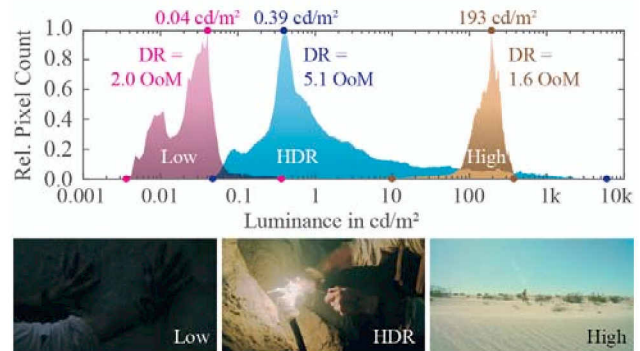 0.04 cd/m² 0.39 cd/m² 193 cd/m²
1.0
DR = DR = DR =
2.0 OoM 5.1 OoM 1.6 OoM
0.8
0.6
0.4
0.2
0.0
Rel. Pixel Count
Low HDR High
0.001 0.01 0.1 1 10 100 1k 10k
Luminance in cd/m²
Low HDR High